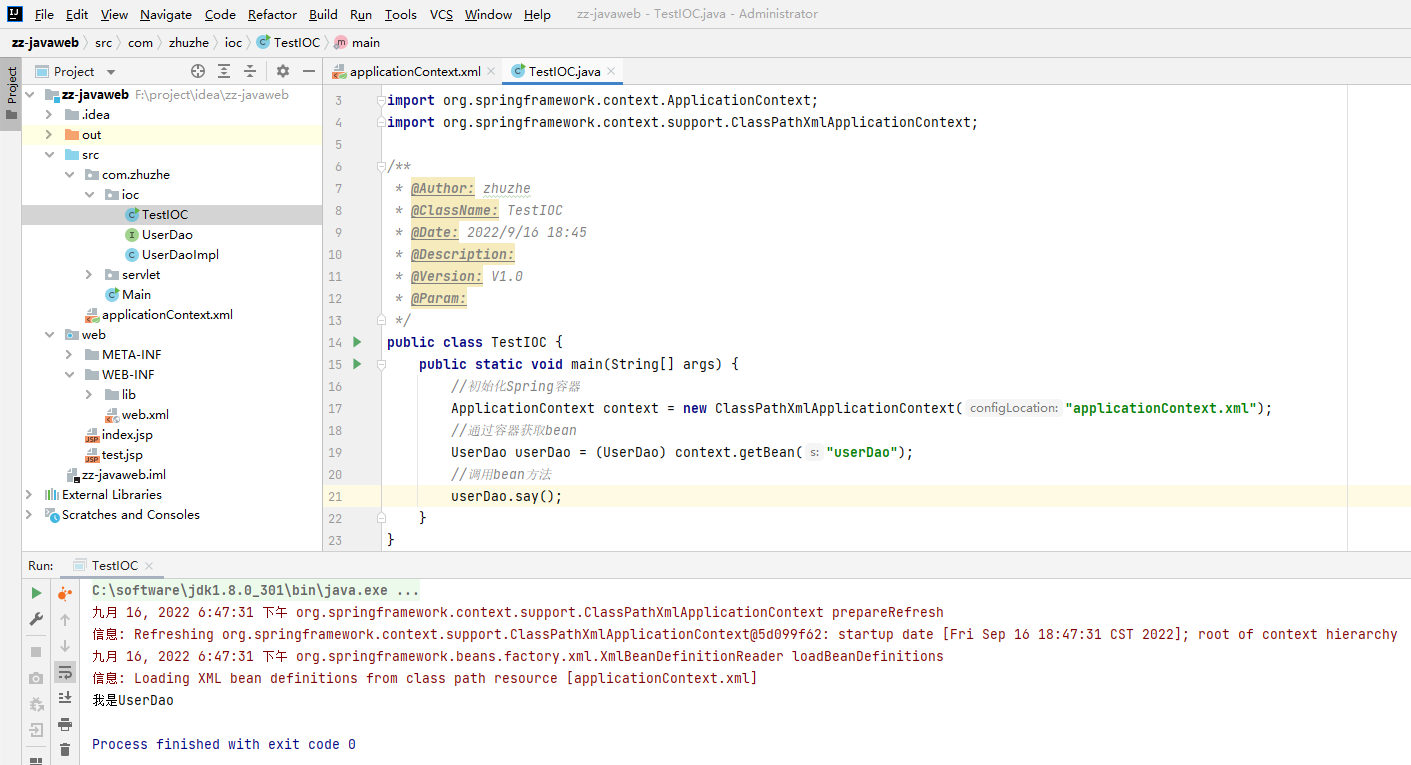 File Edit View Navigate Code Refactor Build Run Tools VCS Window Help zz-javaweb - TestIOC.java - Administrator
zz-javaweb src com zhuzhe ioc TestIOC main
Project
Project
applicationContext.xml TestIOC.java
zz-javaweb F:\project\idea\zz-javaweb
.idea
out
src
com.zhuzhe
ioc
TestIOC
UserDao
UserDaoImpl
servlet
Main
applicationContext.xml
web
META-INF
WEB-INF
lib
web.xml
index.jsp
test.jsp
zz-javaweb.iml
External Libraries
Scratches and Consoles
3 import org.springframework.context.ApplicationContext;
4 import org.springframework.context.support.ClassPathXmlApplicationContext;
5
6 /**
7 * @Author: zhuzhe
8 * @ClassName: TestIOC
9 * @Date: 2022/9/16 18:45
10 * @Description:
11 * @Version: V1.0
12 * @Param:
13 */
14 public class TestIOC {
15 public static void main(String[] args) {
16 //初始化Spring容器
17 ApplicationContext context = new ClassPathXmlApplicationContext( configLocation: "applicationContext.xml");
18 //通过容器获取bean
19 UserDao userDao = (UserDao) context.getBean( s: "userDao");
20 //调用bean方法
21 userDao.say();
22 }
23 }
Run: TestIOC
C:\software\jdk1.8.0_301\bin\java.exe ...
九月 16, 2022 6:47:31 下午 org.springframework.context.support.ClassPathXmlApplicationContext prepareRefresh
信息: Refreshing org.springframework.context.support.ClassPathXmlApplicationContext@5d099f62: startup date [Fri Sep 16 18:47:31 CST 2022]; root of context hierarchy
九月 16, 2022 6:47:31 下午 org.springframework.beans.factory.xml.XmlBeanDefinitionReader loadBeanDefinitions
信息: Loading XML bean definitions from class path resource [applicationContext.xml]
我是UserDao
Process finished with exit code 0